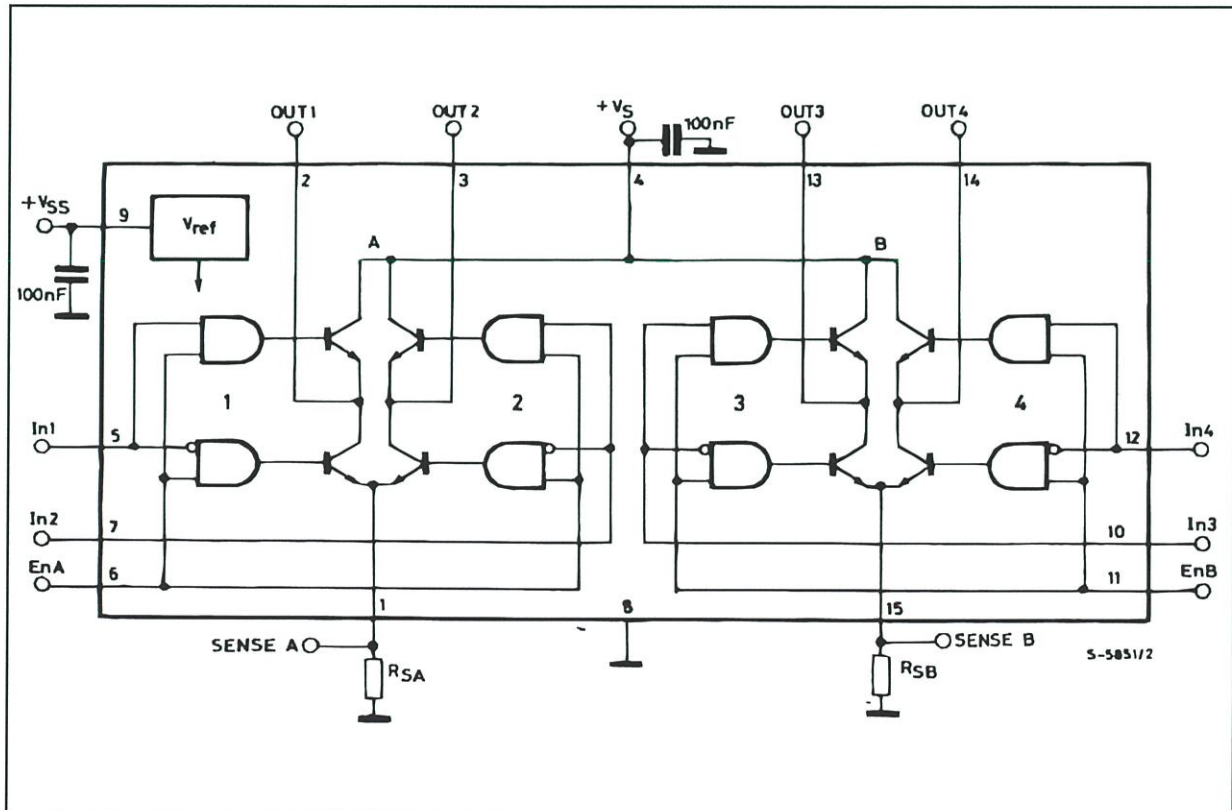 OUT1
OUT2
+VS
100nF
OUT3
OUT4
2
3
4
13
14
+VSS
9
Vref
A
B
100nF
1
2
3
4
In1
5
12
In4
In2
7
10
In3
EnA
6
11
EnB
1
8
15
SENSE A
RSA
SENSE B
RSB
S-5851/2